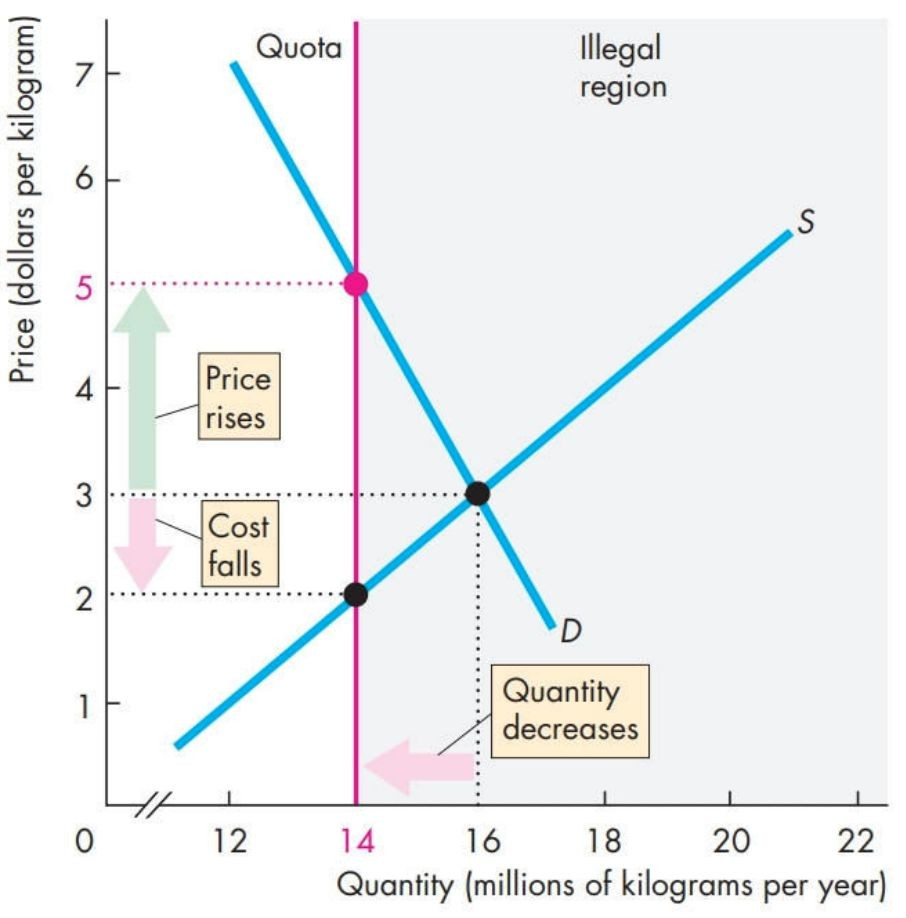 Price (dollars per kilogram)
Quota
Illegal
region
7
6
S
5
Price
rises
4
3
Cost
falls
2
D
Quantity
decreases
1
0
12
14
16
18
20
22
Quantity (millions of kilograms per year)